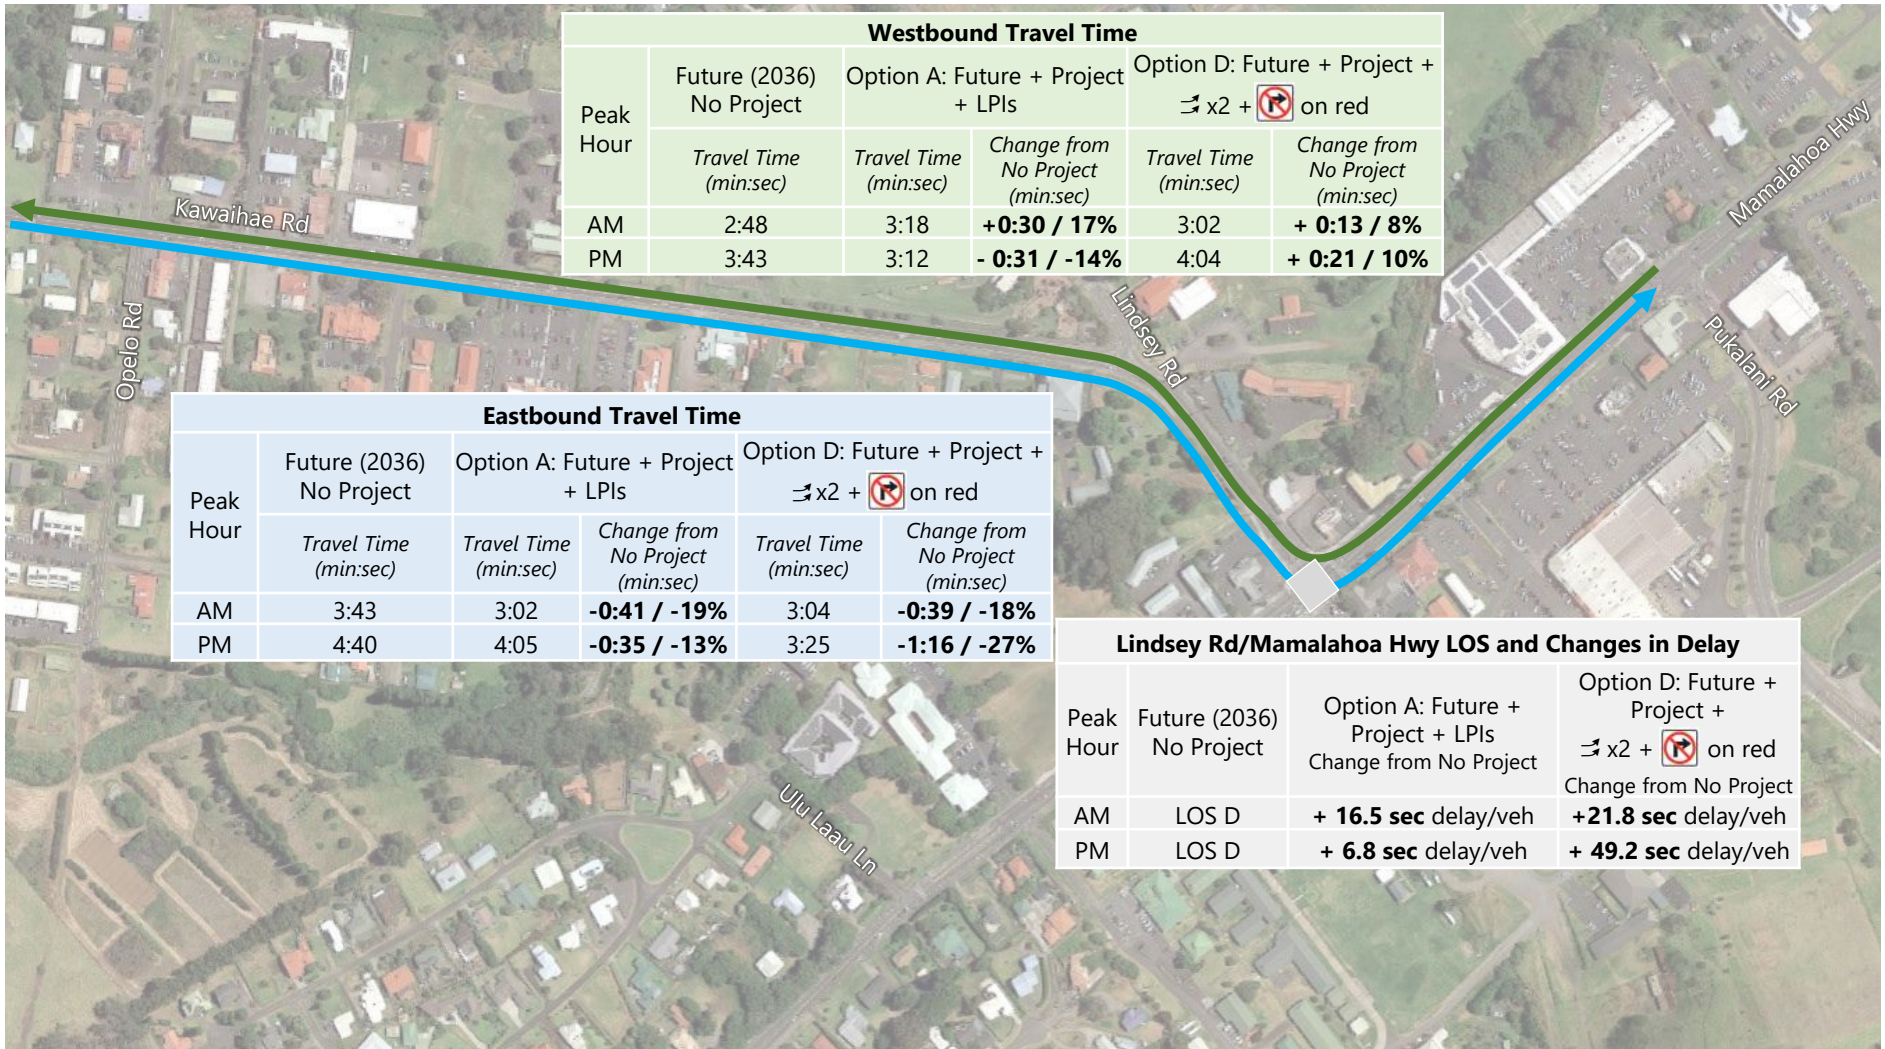 Westbound Travel Time
Peak Hour
Future (2036) No Project
Option A: Future + Project + LPIs
Option D: Future + Project + x2 + on red
Travel Time (min:sec)
Travel Time (min:sec)
Change from No Project (min:sec)
Travel Time (min:sec)
Change from No Project (min:sec)
AM 2:48 3:18 +0:30 / 17% 3:02 + 0:13 / 8%
PM 3:43 3:12 - 0:31 / -14% 4:04 + 0:21 / 10%
Kawaihae Rd
Mamalahoa Hwy
Opelo Rd
Lindsey Rd
Pukalani Rd
Eastbound Travel Time
Peak Hour
Future (2036) No Project
Option A: Future + Project + LPIs
Option D: Future + Project + x2 + on red
Travel Time (min:sec)
Travel Time (min:sec)
Change from No Project (min:sec)
Travel Time (min:sec)
Change from No Project (min:sec)
AM 3:43 3:02 -0:41 / -19% 3:04 -0:39 / -18%
PM 4:40 4:05 -0:35 / -13% 3:25 -1:16 / -27%
Lindsey Rd/Mamalahoa Hwy LOS and Changes in Delay
Peak Hour
Future (2036) No Project
Option A: Future + Project + LPIs
Change from No Project
Option D: Future + Project + x2 + on red
Change from No Project
AM LOS D + 16.5 sec delay/veh +21.8 sec delay/veh
PM LOS D + 6.8 sec delay/veh + 49.2 sec delay/veh
Ulu Laau Ln